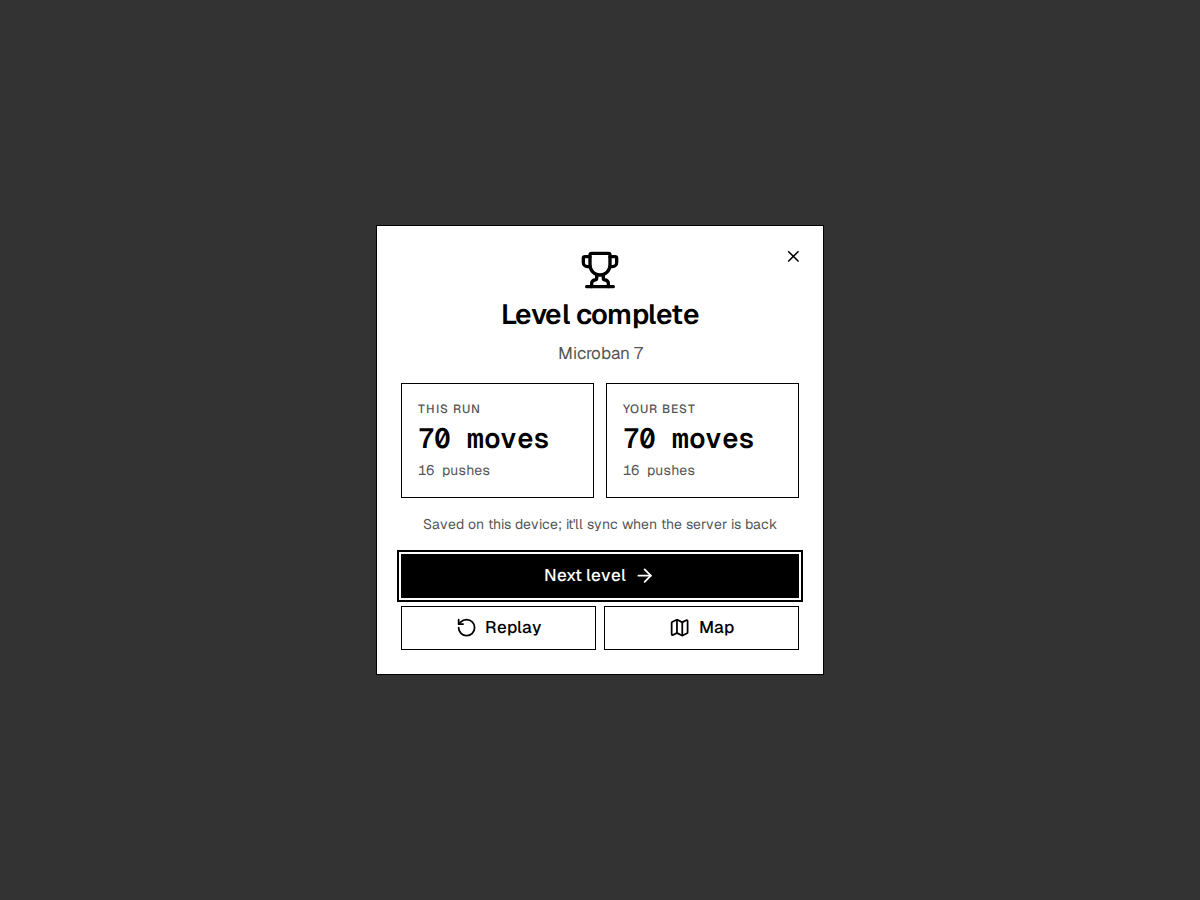 Level complete
Microban 7
THIS RUN
70 moves
16 pushes
YOUR BEST
70 moves
16 pushes
Saved on this device; it'll sync when the server is back
Next level
Replay
Map